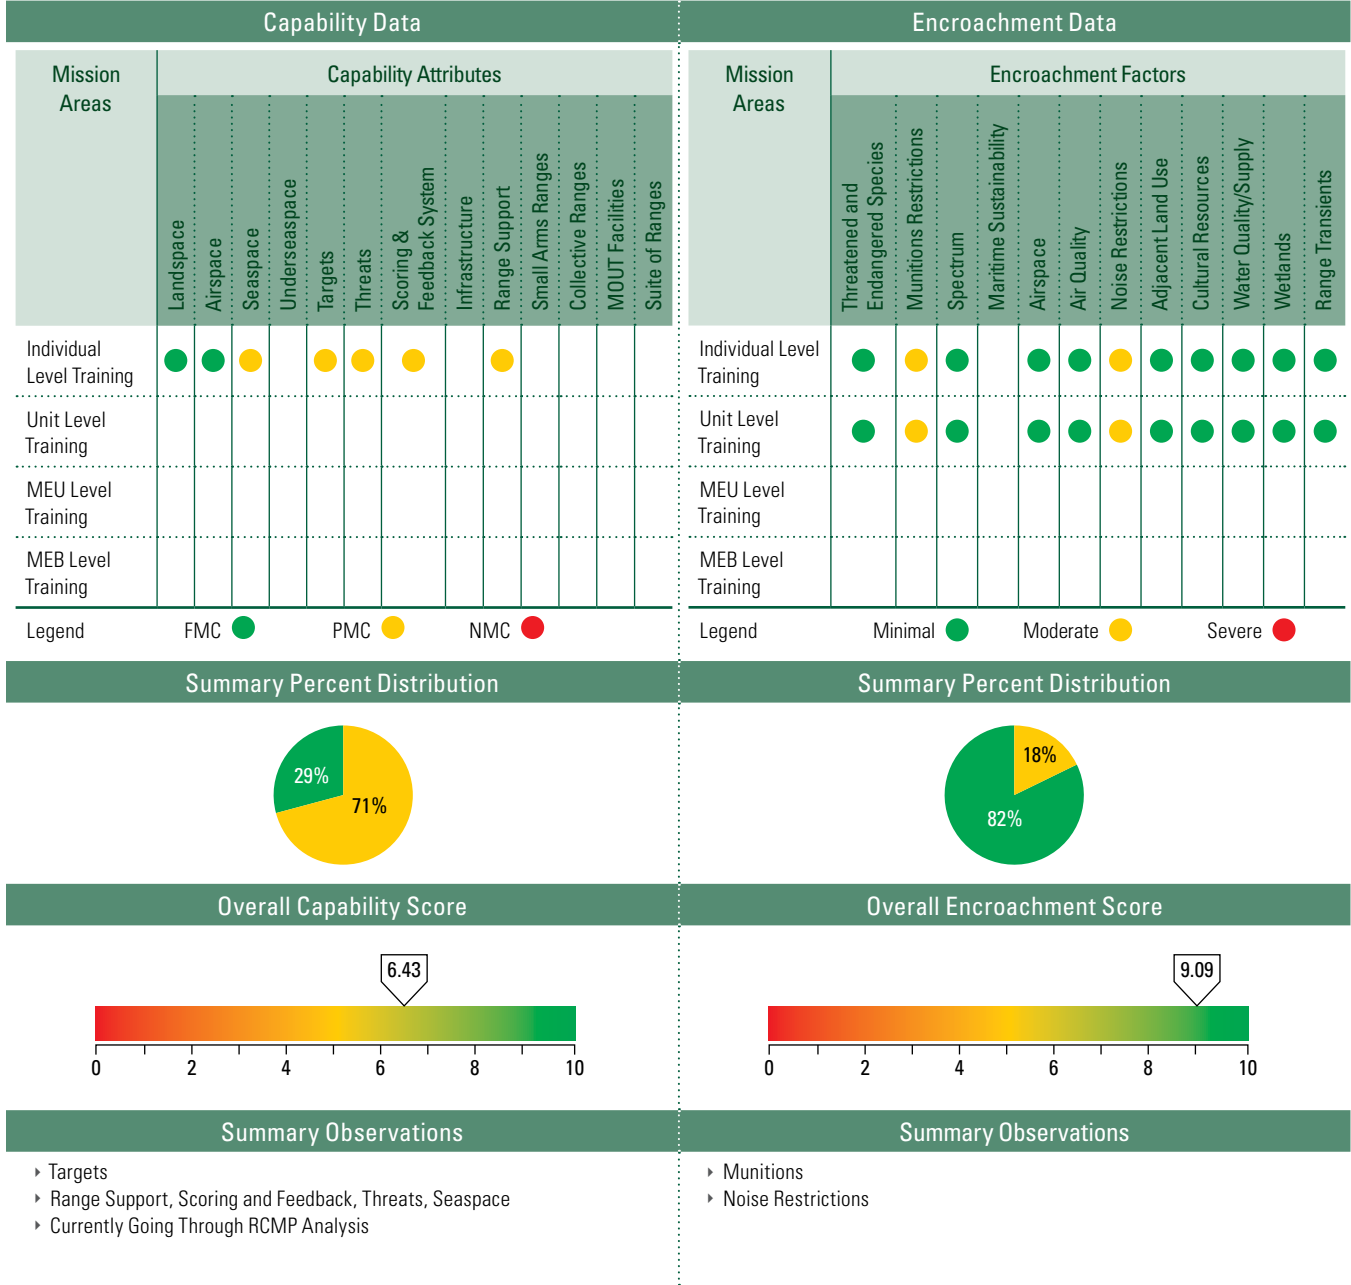 Capability Data
Mission
Areas
Capability Attributes
Landspace
Airspace
Seaspace
Underseaspace
Targets
Threats
Scoring &
Feedback System
Infrastructure
Range Support
Small Arms Ranges
Collective Ranges
MOUT Facilities
Suite of Ranges
Individual
Level Training
Unit Level
Training
MEU Level
Training
MEB Level
Training
Legend
FMC
PMC
NMC
Summary Percent Distribution
29%
71%
Overall Capability Score
6.43
0 2 4 6 8 10
Summary Observations
Targets
Range Support, Scoring and Feedback, Threats, Seaspace
Currently Going Through RCMP Analysis
Encroachment Data
Mission
Areas
Encroachment Factors
Threatened and
Endangered Species
Munitions Restrictions
Spectrum
Maritime Sustainability
Airspace
Air Quality
Noise Restrictions
Adjacent Land Use
Cultural Resources
Water Quality/Supply
Wetlands
Range Transients
Individual Level
Training
Unit Level
Training
MEU Level
Training
MEB Level
Training
Legend
Minimal
Moderate
Severe
Summary Percent Distribution
18%
82%
Overall Encroachment Score
9.09
0 2 4 6 8 10
Summary Observations
Munitions
Noise Restrictions